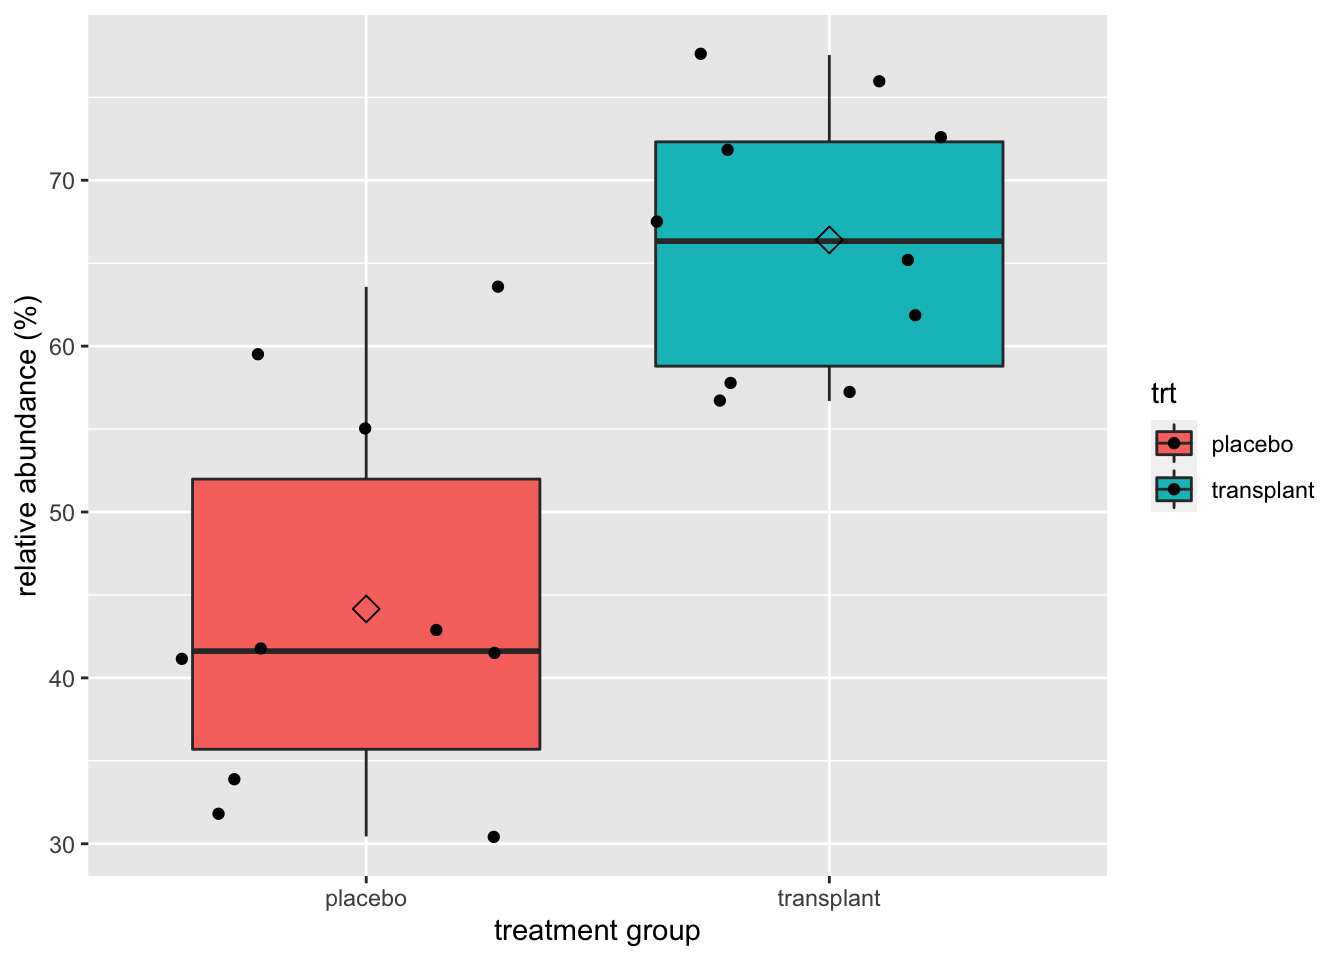 relative abundance (%)
70
60
50
40
30
placebo
transplant
treatment group
trt
placebo
transplant